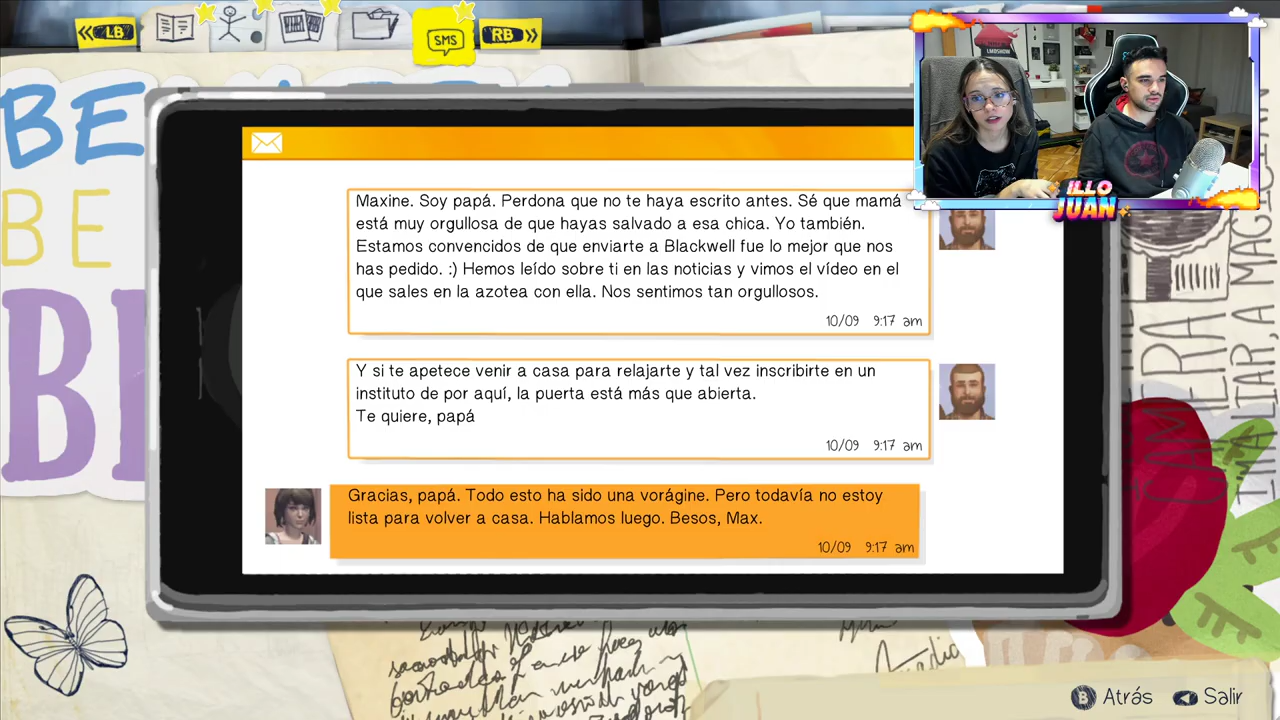 LB
SMS
RB
Maxine. Soy papá. Perdona que no te haya escrito antes. Sé que mamá
está muy orgullosa de que hayas salvado a esa chica. Yo también.
Estamos convencidos de que enviarte a Blackwell fue lo mejor que nos
has pedido. :) Hemos leído sobre ti en las noticias y vimos el vídeo en el
que sales en la azotea con ella. Nos sentimos tan orgullosos.
10/09 9:17 am
Y si te apetece venir a casa para relajarte y tal vez inscribirte en un
instituto de por aquí, la puerta está más que abierta.
Te quiere, papá
10/09 9:17 am
Gracias, papá. Todo esto ha sido una vorágine. Pero todavía no estoy
lista para volver a casa. Hablamos luego. Besos, Max.
10/09 9:17 am
ILLO
JUAN
BE
BE
B Atrás
Salir